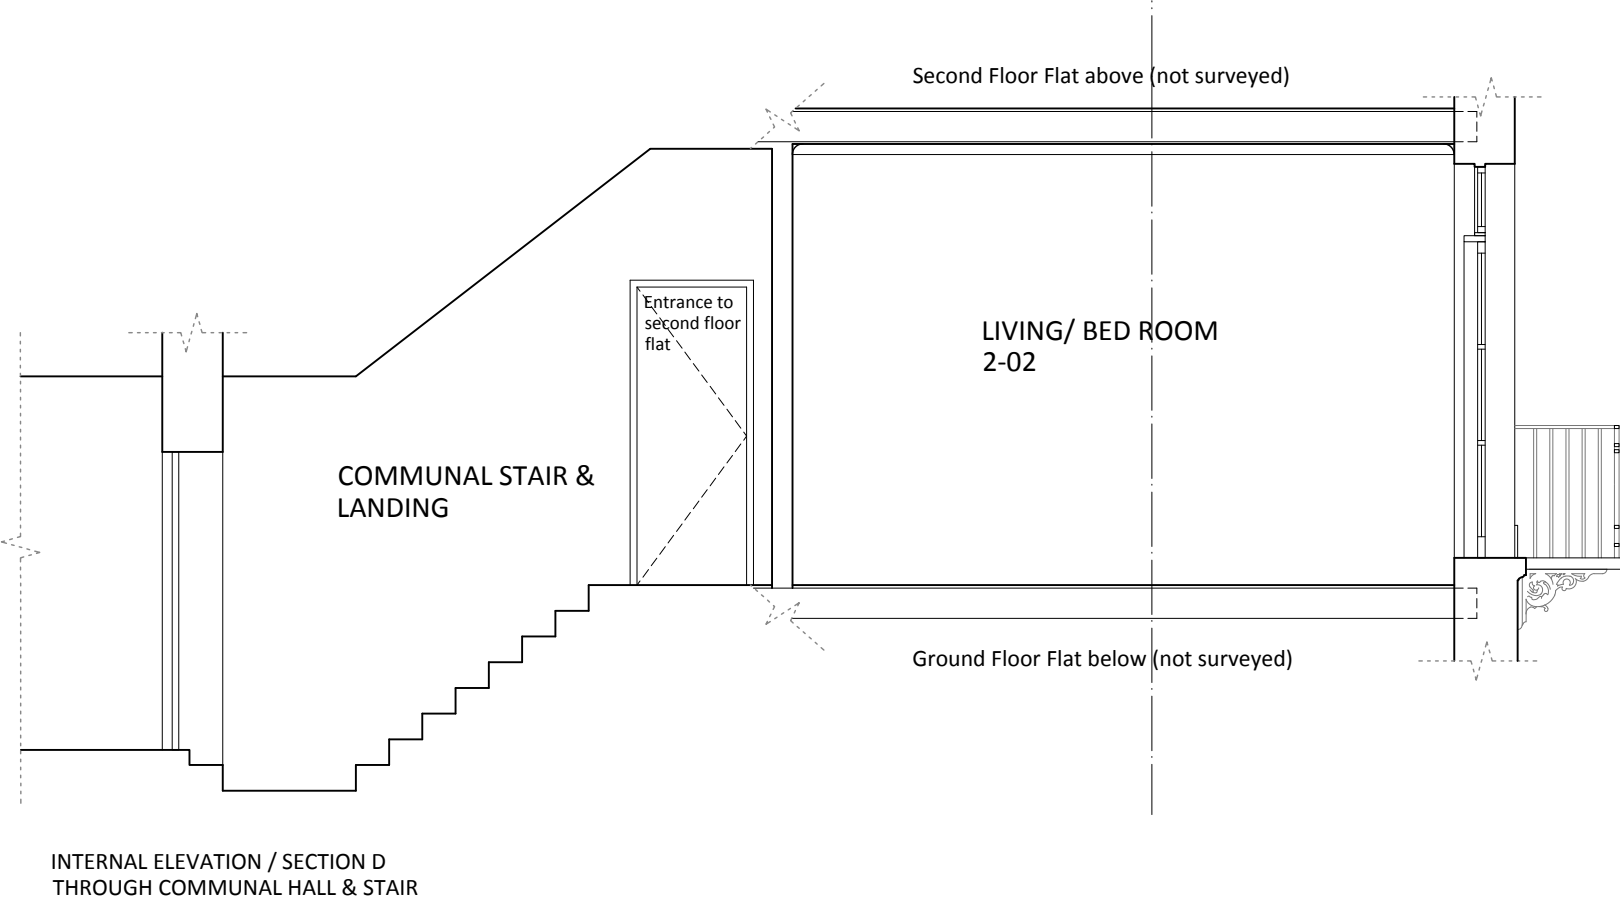 Second Floor Flat above (not surveyed)
Entrance to
second floor
flat
LIVING/ BED ROOM
2-02
COMMUNAL STAIR &
LANDING
Ground Floor Flat below (not surveyed)
INTERNAL ELEVATION / SECTION D
THROUGH COMMUNAL HALL & STAIR